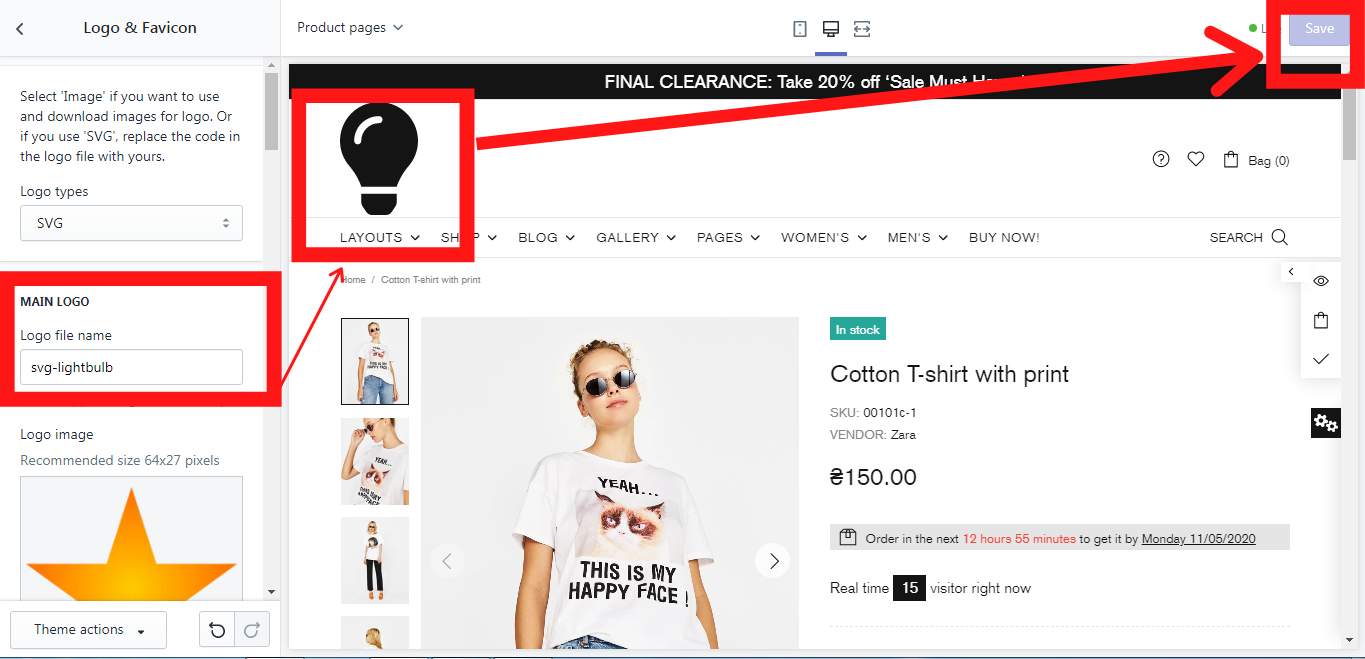 Logo & Favicon
Product pages
Save
Select 'Image' if you want to use
and download images for logo. Or
if you use 'SVG', replace the code in
the logo file with yours.
Logo types
SVG
MAIN LOGO
Logo file name
svg-lightbulb
Logo image
Recommended size 64x27 pixels
Theme actions
FINAL CLEARANCE: Take 20% off ‘Sale Must
Bag (0)
LAYOUTS
BLOG
GALLERY
PAGES
WOMEN'S
MEN'S
BUY NOW!
SEARCH
Home / Cotton T-shirt with print
YEAH...
THIS IS MY
HAPPY FACE!
In stock
Cotton T-shirt with print
SKU: 00101c-1
VENDOR: Zara
₴150.00
Order in the next 12 hours 55 minutes to get it by Monday 11/05/2020
Real time 15 visitor right now